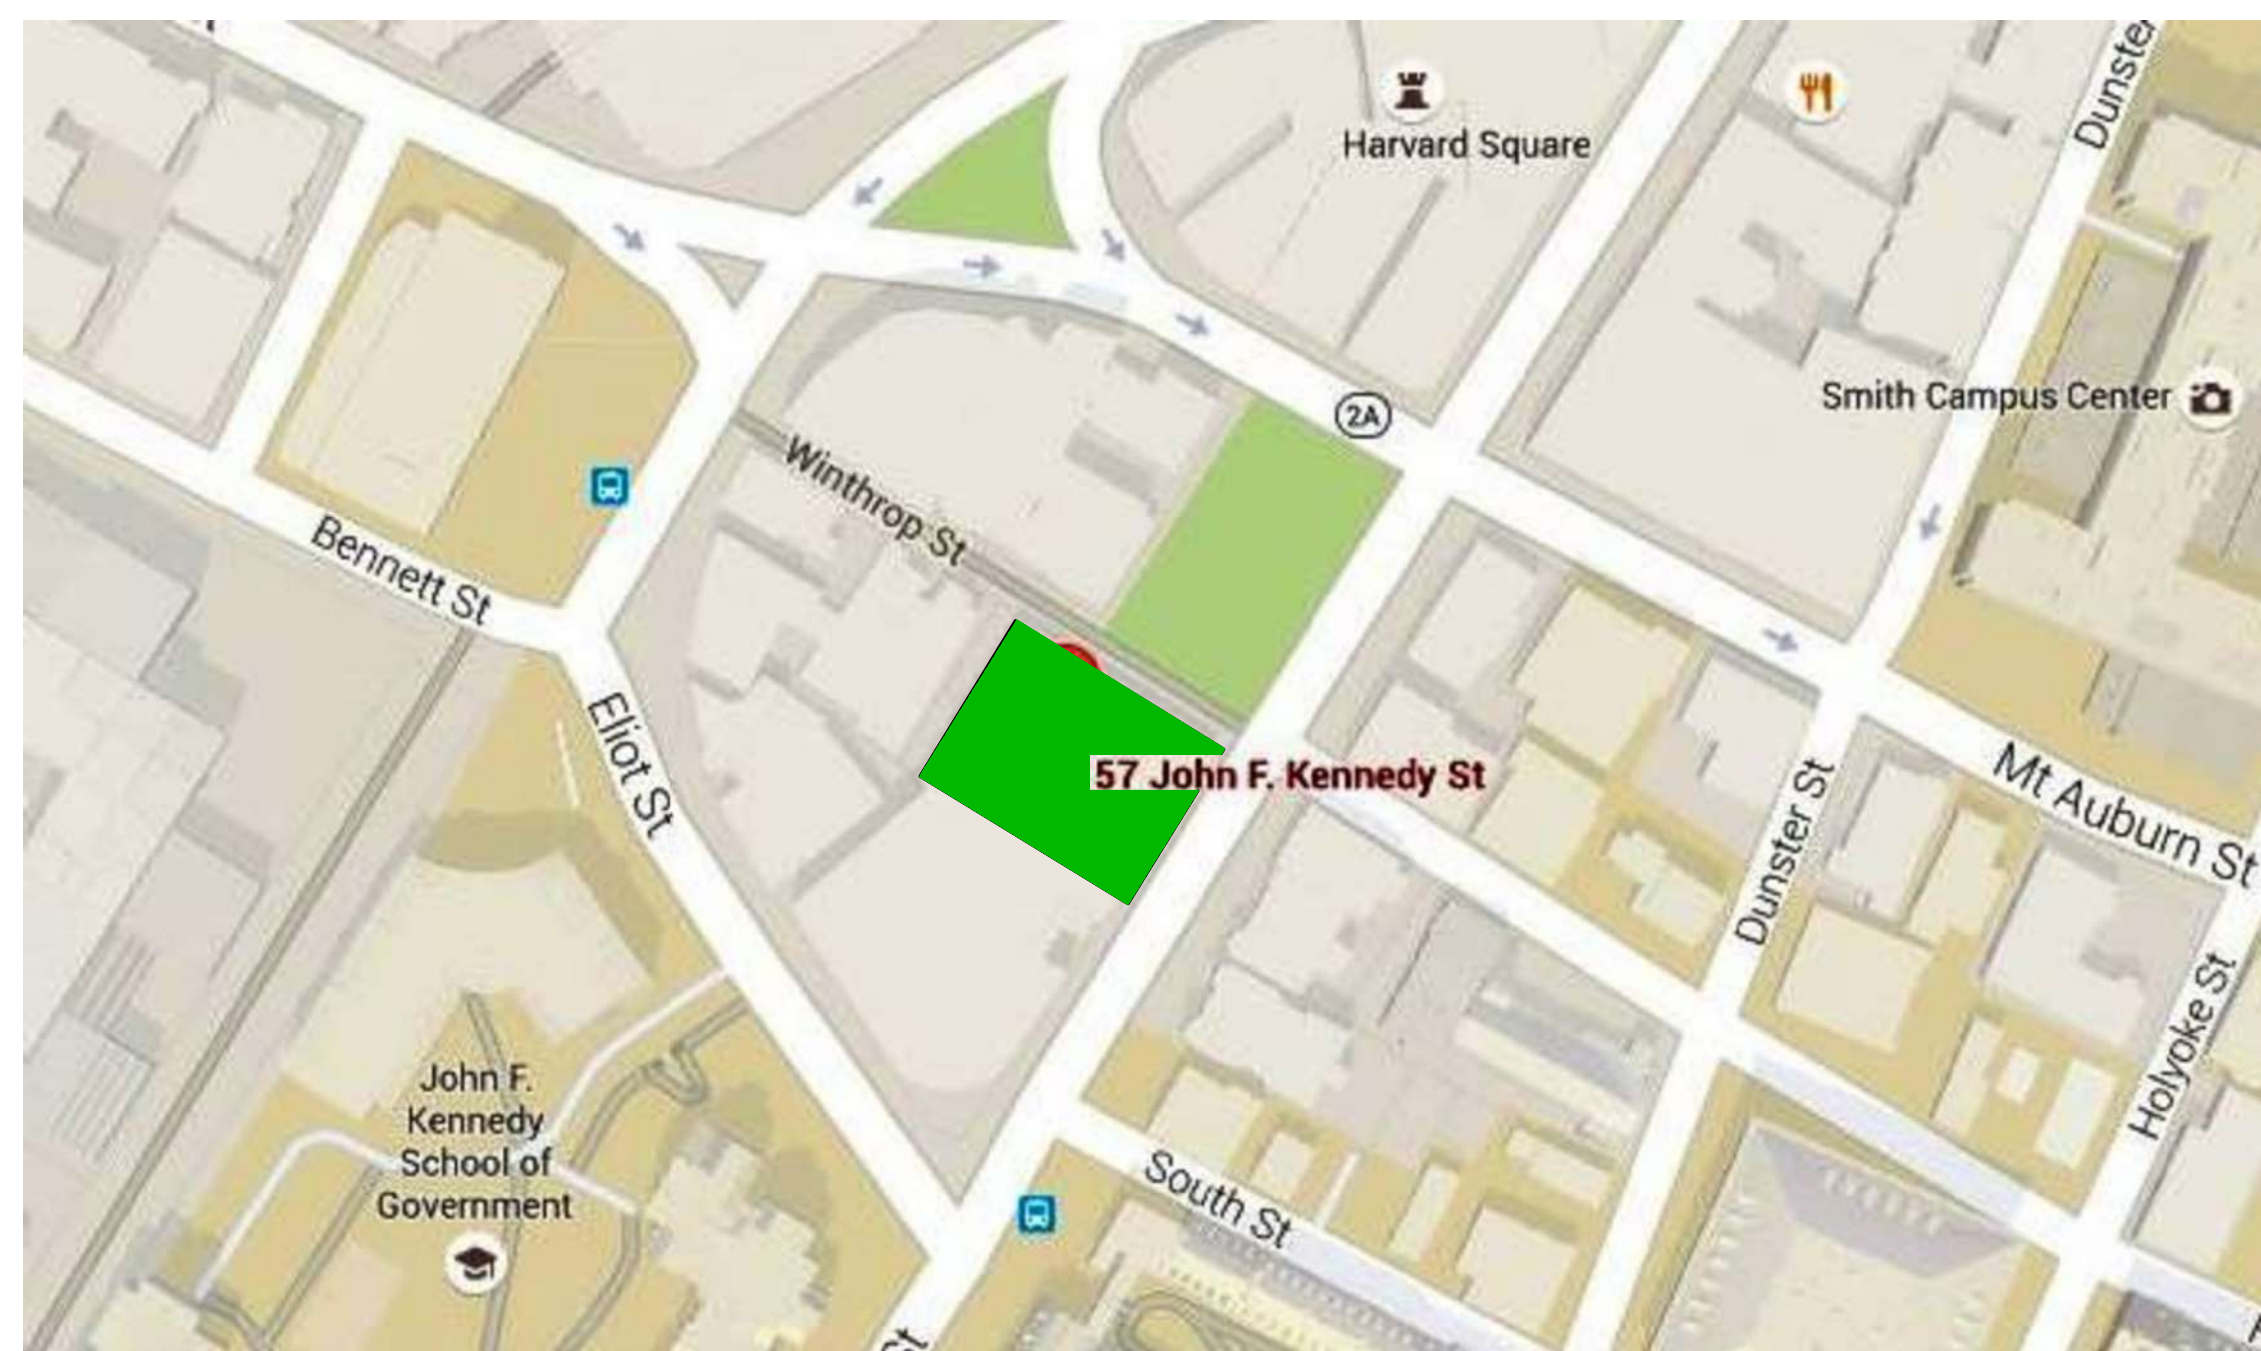 Dunster
Harvard Square
2A
Smith Campus Center
Winthrop St
Bennett St
Eliot St
57 John F. Kennedy St
Mt Auburn St
Dunster St
Holyoke St
John F.
Kennedy
School of
Government
South St
St